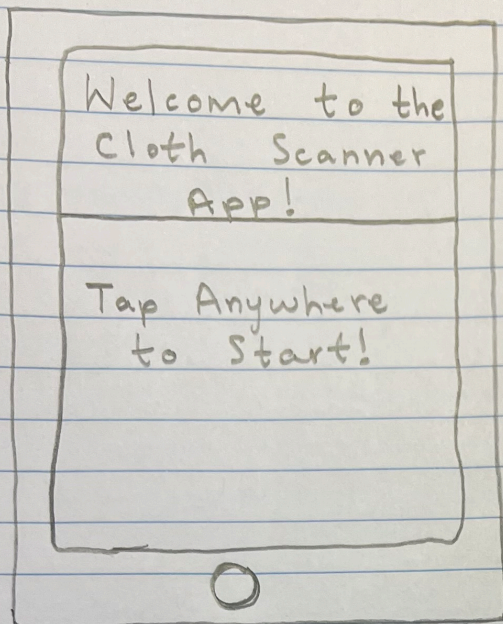 Welcome to the
Cloth Scanner
App!
Tap Anywhere
to Start!